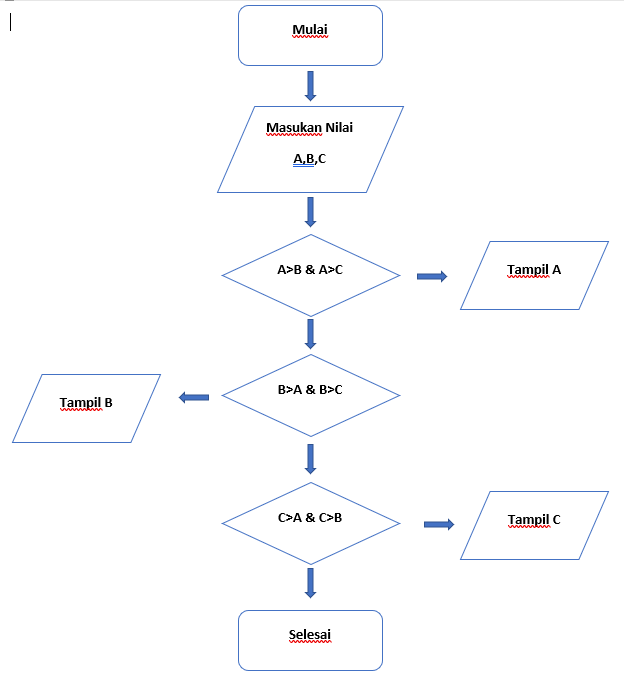 Mulai
Masukan Nilai
A,B,C
A>B & A>C
Tampil A
B>A & B>C
Tampil B
C>A & C>B
Tampil C
Selesai